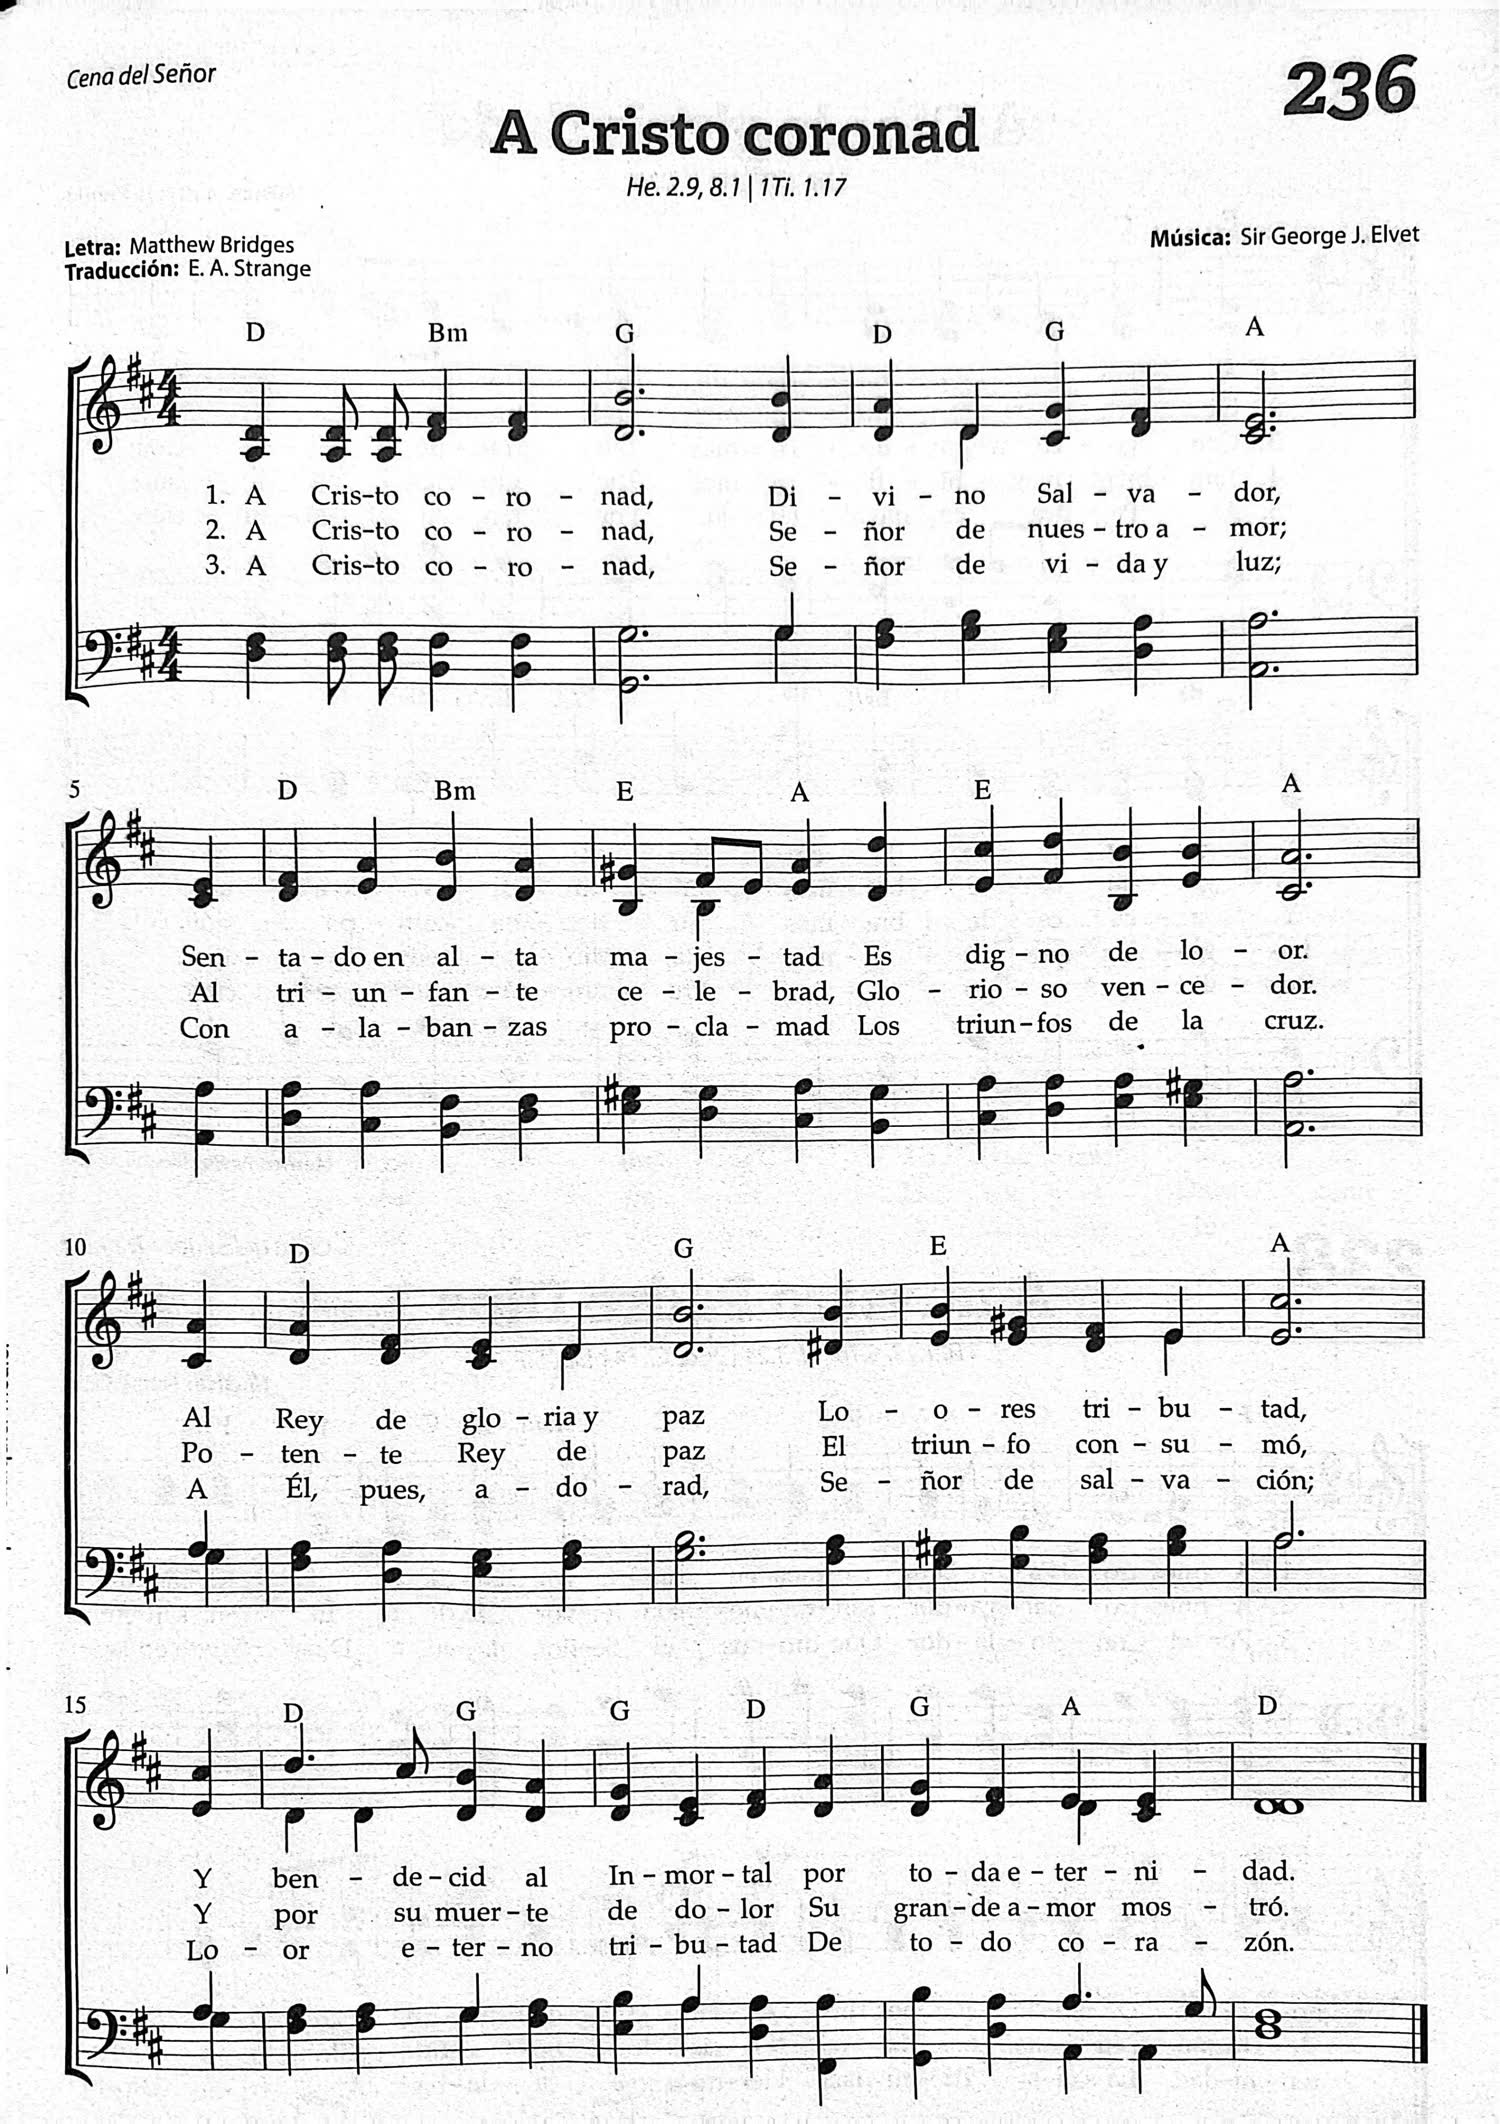 Cena del Señor
236
A Cristo coronad
He. 2.9, 8.1 | 1Ti. 1.17
Letra: Matthew Bridges
Música: Sir George J. Elvet
Traducción: E. A. Strange
D Bm G D G A
4 4
1. A Cris-to co - ro - nad, Di - vi - no Sal - va - dor,
2. A Cris-to co - ro - nad, Se - ñor de nues - tro a - mor;
3. A Cris-to co - ro - nad, Se - ñor de vi - da y luz;
4 4
5 D Bm E A E A
Sen - ta - do en al - ta ma - jes - tad Es dig - no de lo - or.
Al tri - un - fan - te ce - le - brad, Glo - rio - so ven - ce - dor.
Con a - la - ban - zas pro - cla - mad Los triun - fos de la cruz.
10 D G E A
Al Rey de glo - ria y paz Lo - o - res tri - bu - tad,
Po - ten - te Rey de paz El triun - fo con - su - mó,
A Él, pues, a - do - rad, Se - ñor de sal - va - ción;
15 D G G D G A D
Y ben - de - cid al In - mor - tal por to - da e - ter - ni - dad.
Y por su muer - te de do - lor Su gran - de a - mor mos - tró.
Lo - or e - ter - no tri - bu - tad De to - do co - ra - zón.